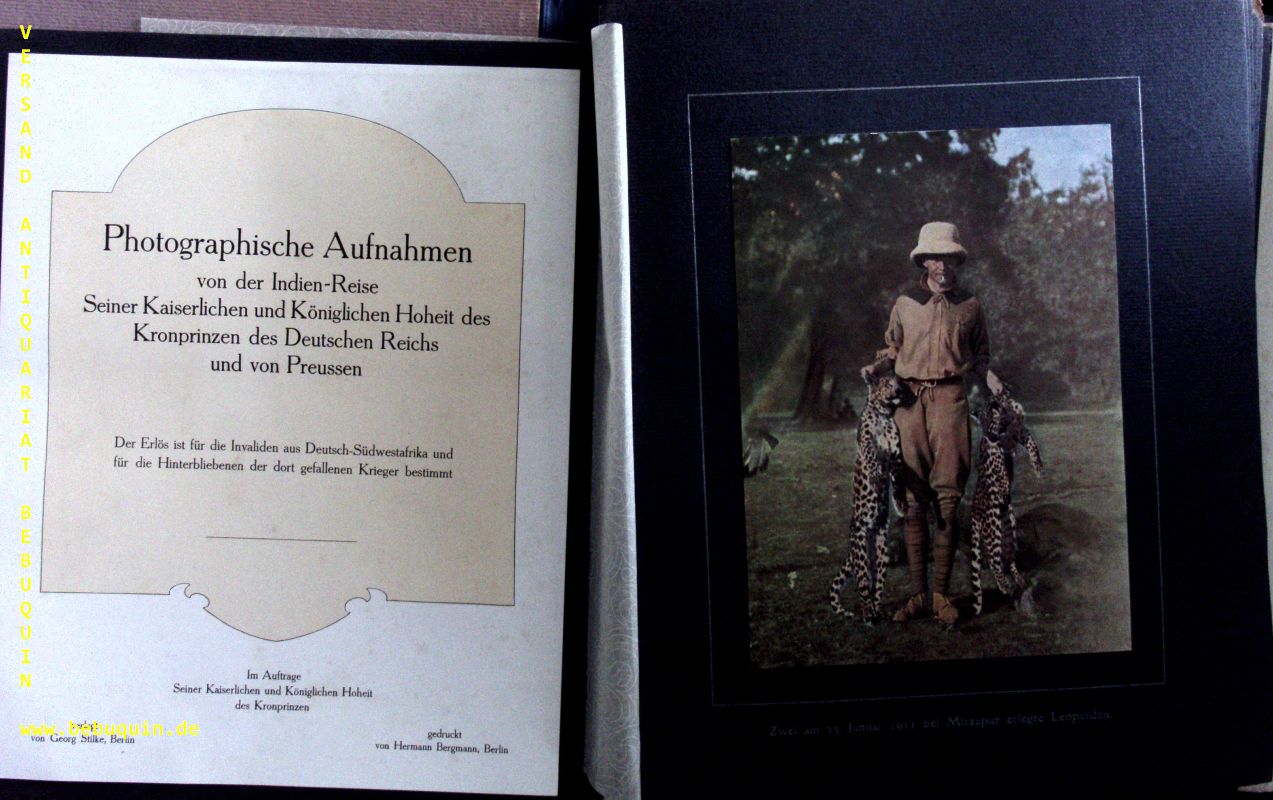 VERSAND ANTIQUARIAT BEBUQUIN
www.bebuquin.de
Photographische Aufnahmen
von der Indien-Reise
Seiner Kaiserlichen und Königlichen Hoheit des
Kronprinzen des Deutschen Reichs
und von Preussen
Der Erlös ist für die Invaliden aus Deutsch-Südwestafrika und
für die Hinterbliebenen der dort gefallenen Krieger bestimmt
Im Auftrage
Seiner Kaiserlichen und Königlichen Hoheit
des Kronprinzen
von Georg Stilke, Berlin
gedruckt
von Hermann Bergmann, Berlin
Zwei am Januar 1911 bei Mirzapur erlegte Leoparden.